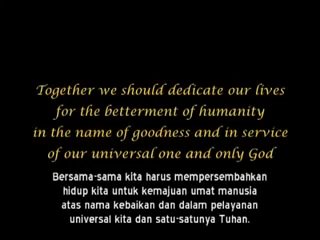 Together we should dedicate our lives
for the betterment of humanity
in the name of goodness and in service
of our universal one and only God
Bersama-sama kita harus mempersembahkan
hidup kita untuk kemajuan umat manusia
atas nama kebaikan dan dalam pelayanan
universal kita dan satu-satunya Tuhan.